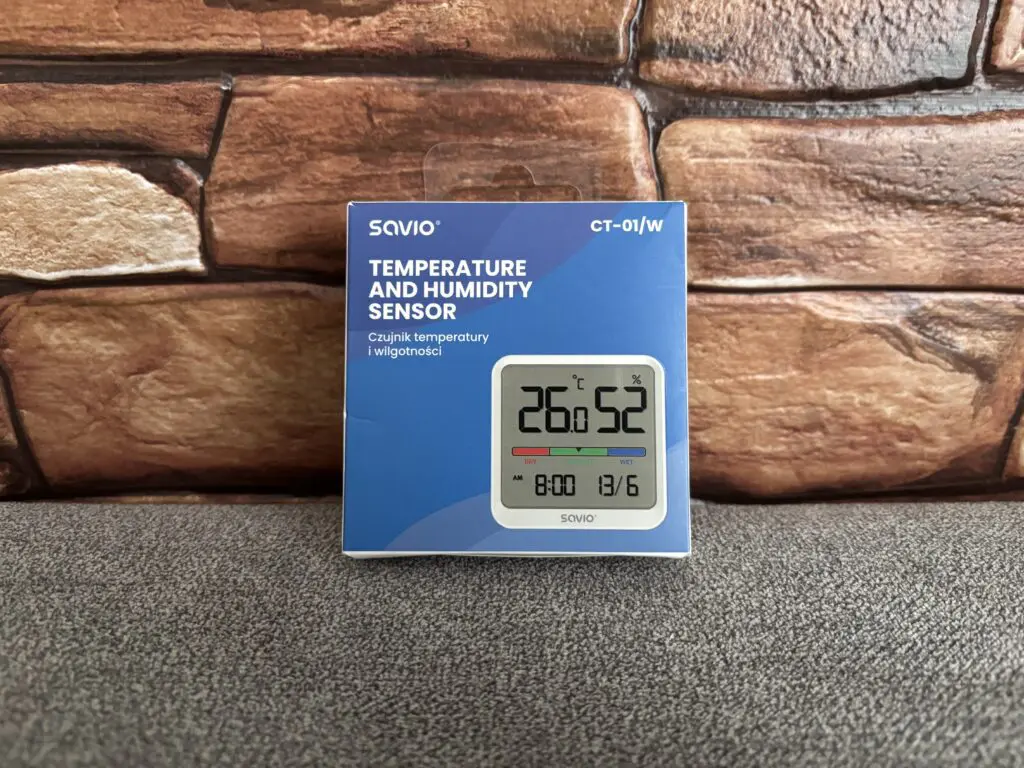 SAVIO®
CT-01/W
TEMPERATURE
AND HUMIDITY
SENSOR
Czujnik temperatury
i wilgotności
°C %
26.0 52
DRY WET
AM 8:00 13/6
SAVIO®